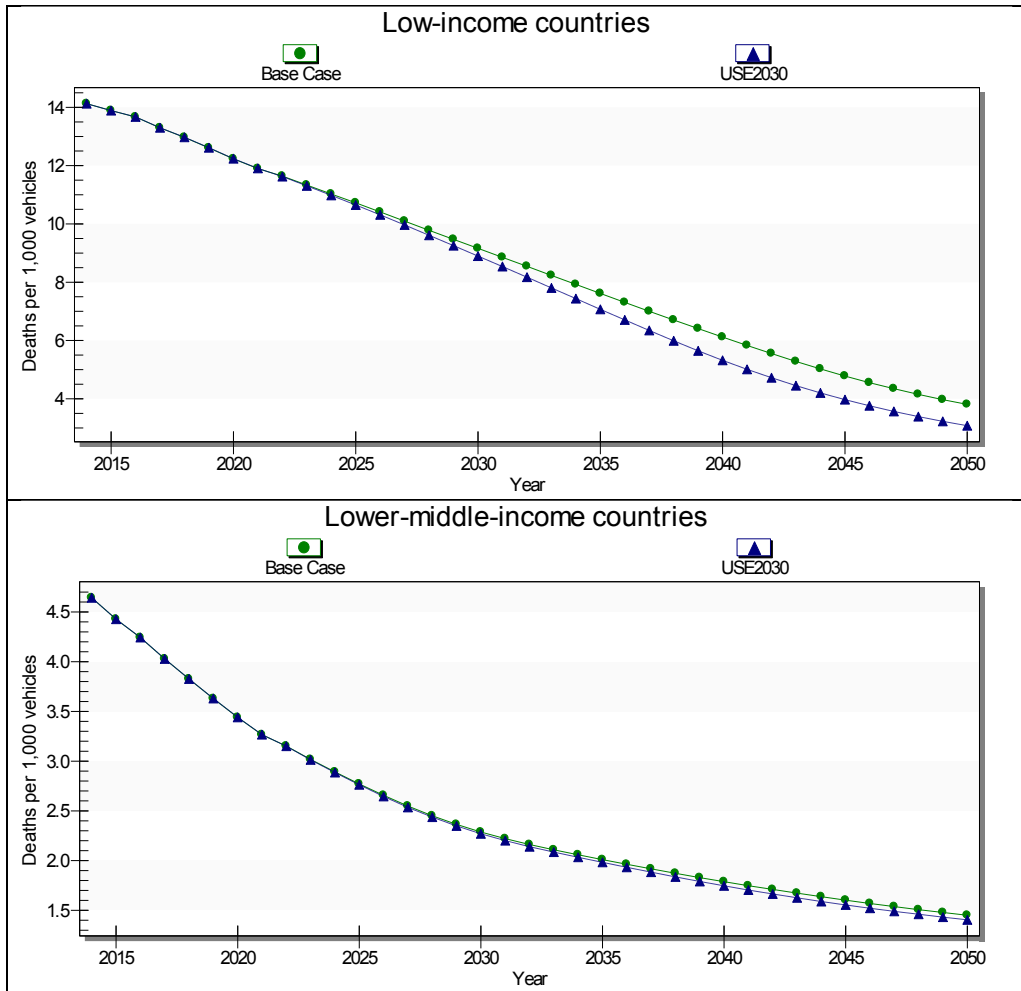 Low-income countries
Base Case USE2030
Deaths per 1,000 vehicles
14
12
10
8
6
4
2015 2020 2025 2030 2035 2040 2045 2050
Year
Lower-middle-income countries
Base Case USE2030
Deaths per 1,000 vehicles
4.5
4.0
3.5
3.0
2.5
2.0
1.5
2015 2020 2025 2030 2035 2040 2045 2050
Year